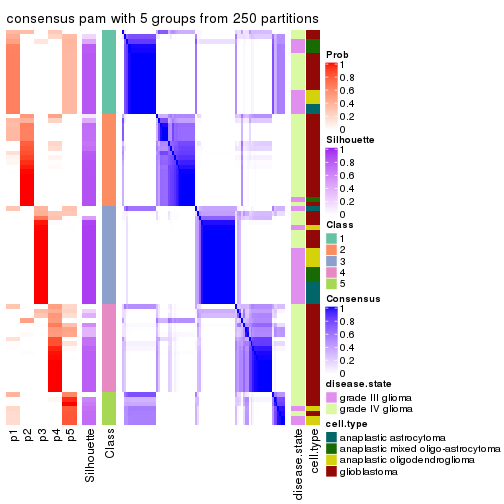 consensus pam with 5 groups from 250 partitions
Prob
1
0.8
0.6
0.4
0.2
0
Silhouette
1
0.8
0.6
0.4
0.2
0
Class
1
2
3
4
5
Consensus
1
0.8
0.6
0.4
0.2
0
disease.state
grade III glioma
grade IV glioma
cell.type
anaplastic astrocytoma
anaplastic mixed oligo-astrocytoma
anaplastic oligodendroglioma
glioblastoma
p1
p2
p3
p4
p5
Silhouette
Class
disease.state
cell.type